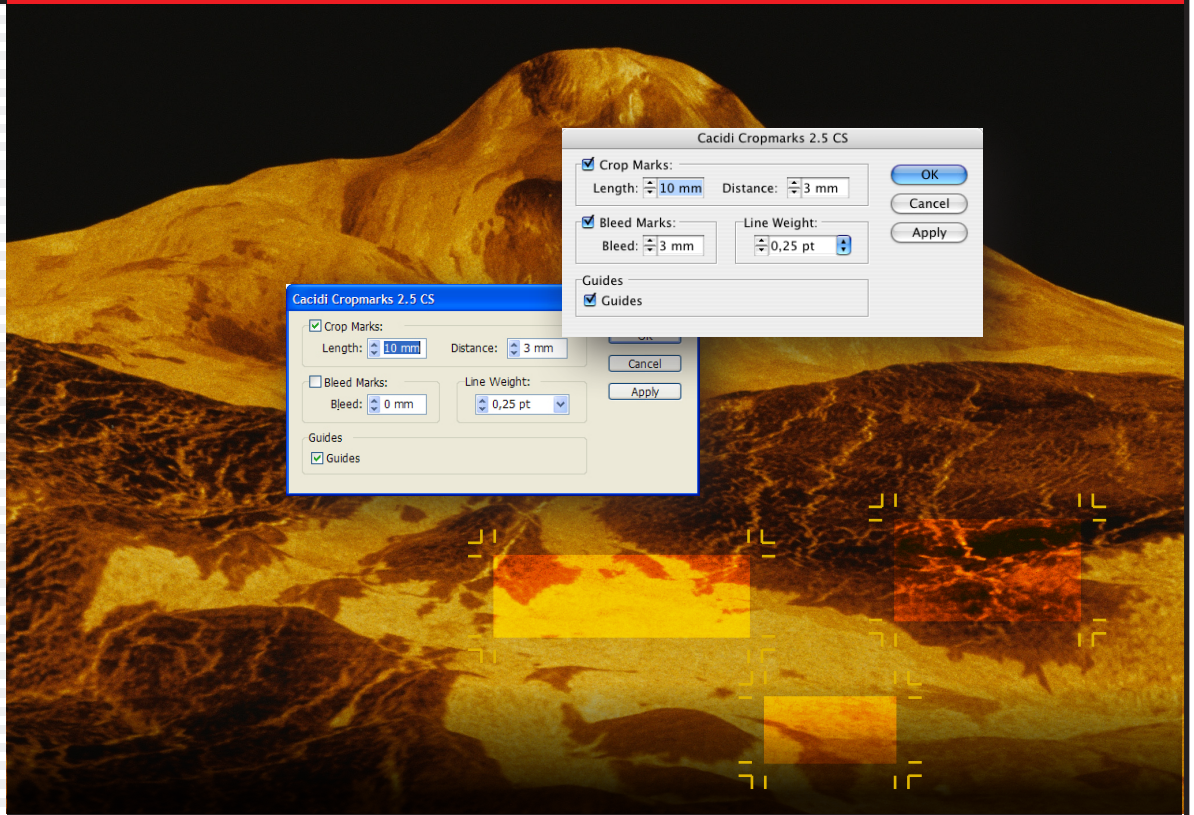 Cacidi Cropmarks 2.5 CS
Crop Marks:
Length: 10 mm Distance: 3 mm
OK
Cancel
Apply
Bleed Marks:
Bleed: 3 mm
Line Weight:
0,25 pt
Guides
Guides
Cacidi Cropmarks 2.5 CS
Crop Marks:
Length: 10 mm Distance: 3 mm
OK
Cancel
Apply
Bleed Marks:
Bleed: 0 mm
Line Weight:
0,25 pt
Guides
Guides